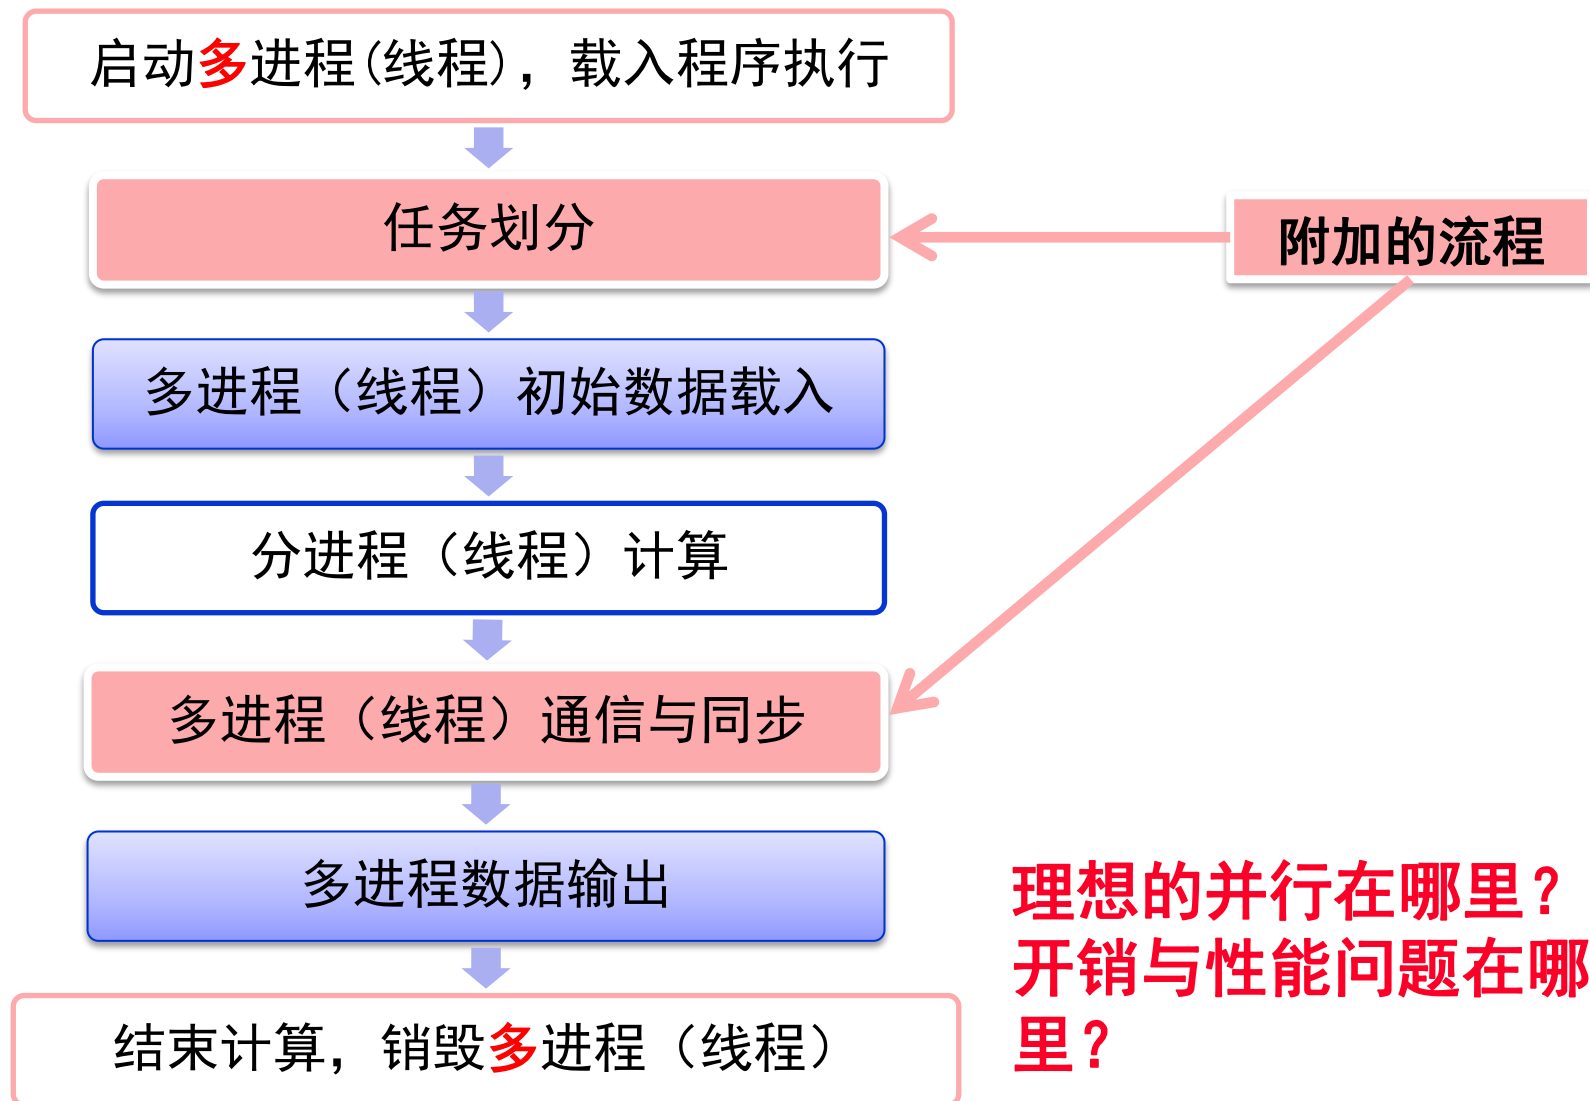 启动多进程(线程)，载入程序执行
任务划分
附加的流程
多进程（线程）初始数据载入
分进程（线程）计算
多进程（线程）通信与同步
多进程数据输出
理想的并行在哪里？
开销与性能问题在哪
里？
结束计算，销毁多进程（线程）